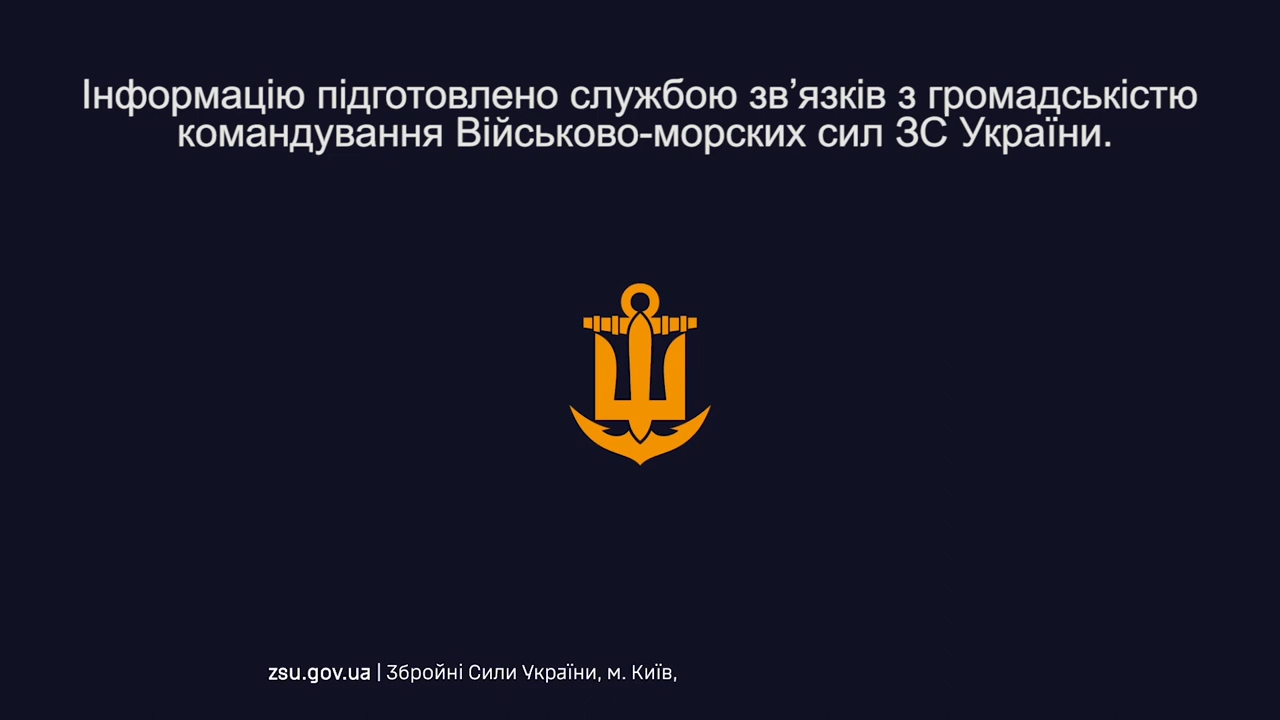 Інформацію підготовлено службою зв’язків з громадськістю
командування Військово-морских сил ЗС України.
zsu.gov.ua | Збройні Сили України, м. Київ,